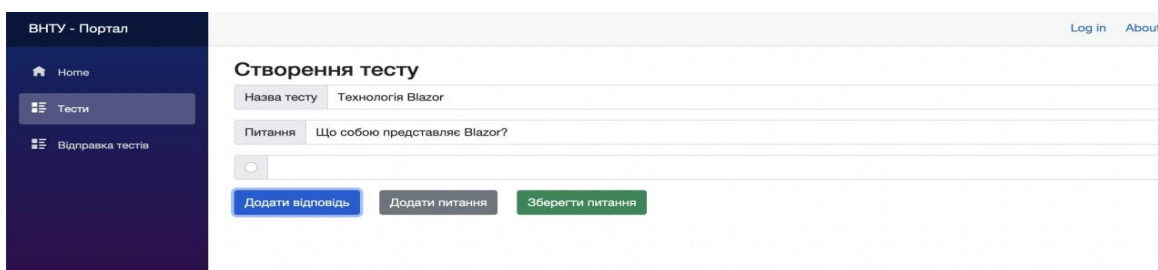 ВНТУ - Портал
Log in About
Home
Тести
Відправка тестів
Створення тесту
Назва тесту Технологія Blazor
Питання Що собою представляє Blazor?
Додати відповідь Додати питання Зберегти питання